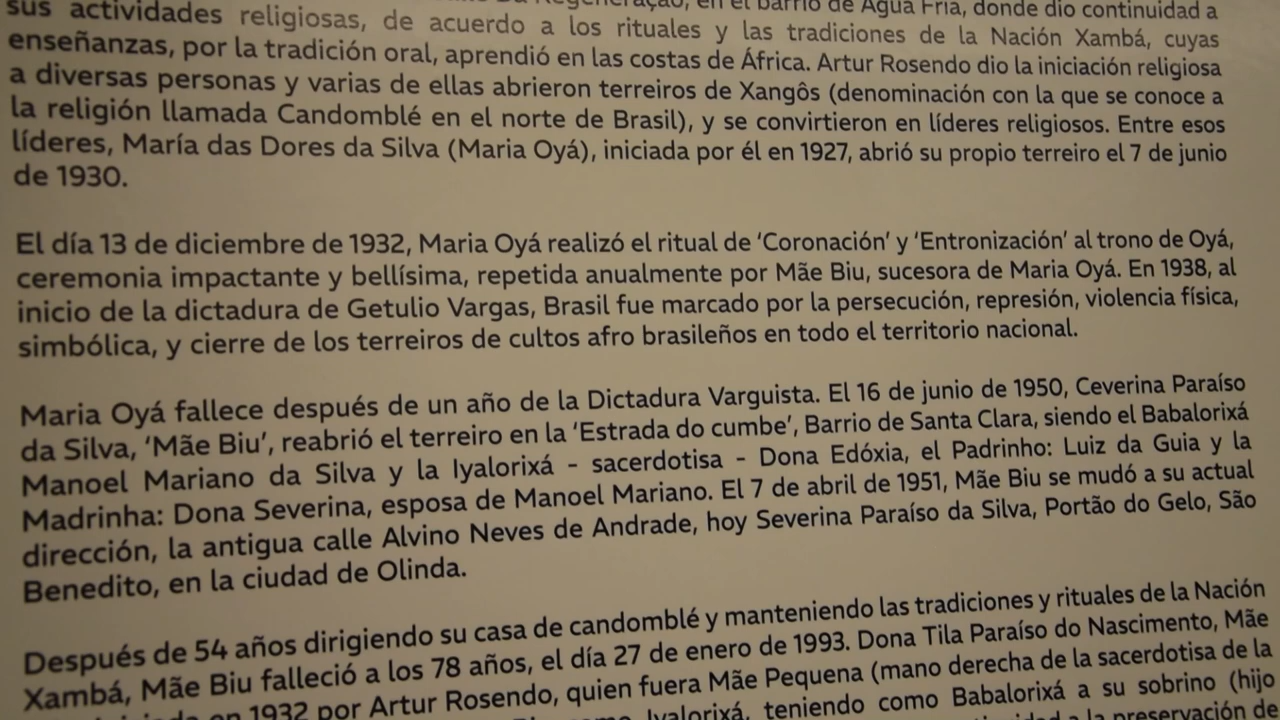 Da Regeneração, en el barrio de Agua Fria, donde dio continuidad a
sus actividades religiosas, de acuerdo a los rituales y las tradiciones de la Nación Xambá, cuyas
enseñanzas, por la tradición oral, aprendió en las costas de África. Artur Rosendo dio la iniciación religiosa
a diversas personas y varias de ellas abrieron terreiros de Xangôs (denominación con la que se conoce a
la religión llamada Candomblé en el norte de Brasil), y se convirtieron en líderes religiosos. Entre esos
líderes, María das Dores da Silva (Maria Oyá), iniciada por él en 1927, abrió su propio terreiro el 7 de junio
de 1930.
El día 13 de diciembre de 1932, Maria Oyá realizó el ritual de ‘Coronación’ y ‘Entronización’ al trono de Oyá,
ceremonia impactante y bellísima, repetida anualmente por Mãe Biu, sucesora de Maria Oyá. En 1938, al
inicio de la dictadura de Getulio Vargas, Brasil fue marcado por la persecución, represión, violencia física,
simbólica, y cierre de los terreiros de cultos afro brasileños en todo el territorio nacional.
Maria Oyá fallece después de un año de la Dictadura Varguista. El 16 de junio de 1950, Ceverina Paraíso
da Silva, ‘Mãe Biu’, reabrió el terreiro en la ‘Estrada do cumbe’, Barrio de Santa Clara, siendo el Babalorixá
Manoel Mariano da Silva y la Iyalorixá - sacerdotisa - Dona Edóxia, el Padrinho: Luiz da Guia y la
Madrinha: Dona Severina, esposa de Manoel Mariano. El 7 de abril de 1951, Mãe Biu se mudó a su actual
dirección, la antigua calle Alvino Neves de Andrade, hoy Severina Paraíso da Silva, Portão do Gelo, São
Benedito, en la ciudad de Olinda.
Después de 54 años dirigiendo su casa de candomblé y manteniendo las tradiciones y rituales de la Nación
Xambá, Mãe Biu falleció a los 78 años, el día 27 de enero de 1993. Dona Tila Paraíso do Nascimento, Mãe
en 1932 por Artur Rosendo, quien fuera Mãe Pequena (mano derecha de la sacerdotisa de la
Iyalorixá, teniendo como Babalorixá a su sobrino (hijo
a la preservación de